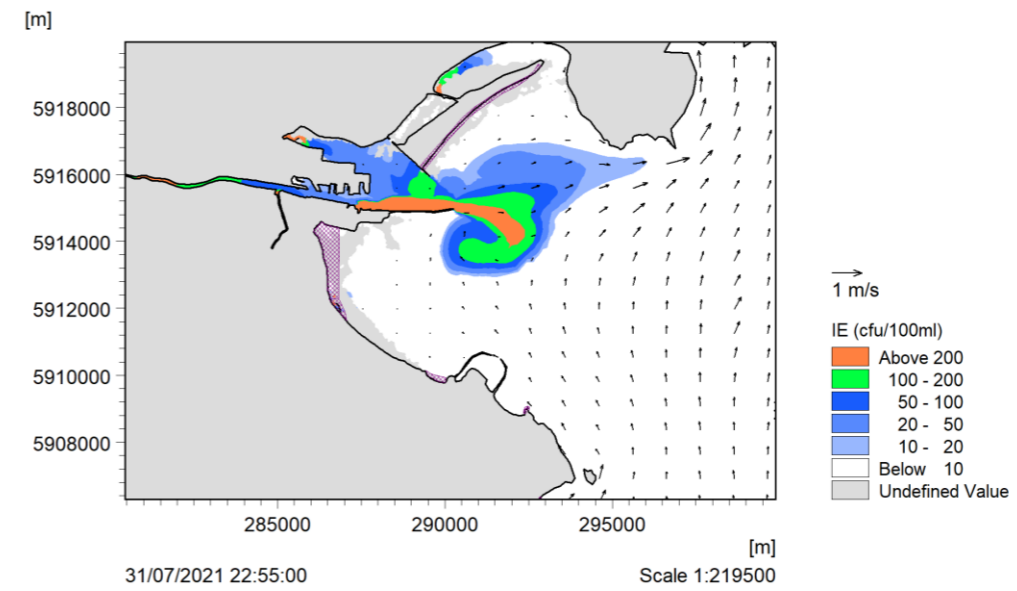 [m]
5918000
5916000
5914000
5912000
5910000
5908000
285000
290000
295000
[m]
31/07/2021 22:55:00
Scale 1:219500
1 m/s
IE (cfu/100ml)
Above 200
100 - 200
50 - 100
20 - 50
10 - 20
Below 10
Undefined Value